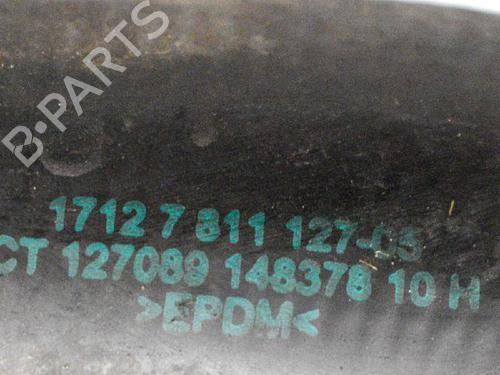 B-PARTS
1712 7 811 127-05
CT 127089 148378 10 H
>EPDM<